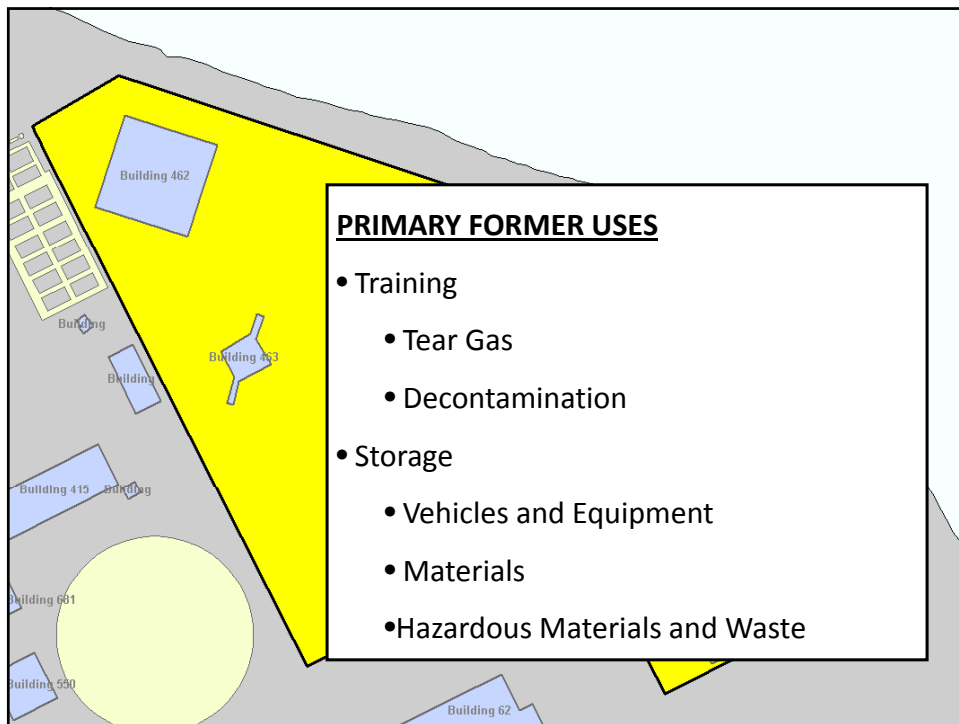 Building 462
PRIMARY FORMER USES
• Training
• Tear Gas
• Decontamination
• Storage
• Vehicles and Equipment
• Materials
•Hazardous Materials and Waste
Building
Building 463
Building
Building 415
Building
Building 681
Building 550
Building 62